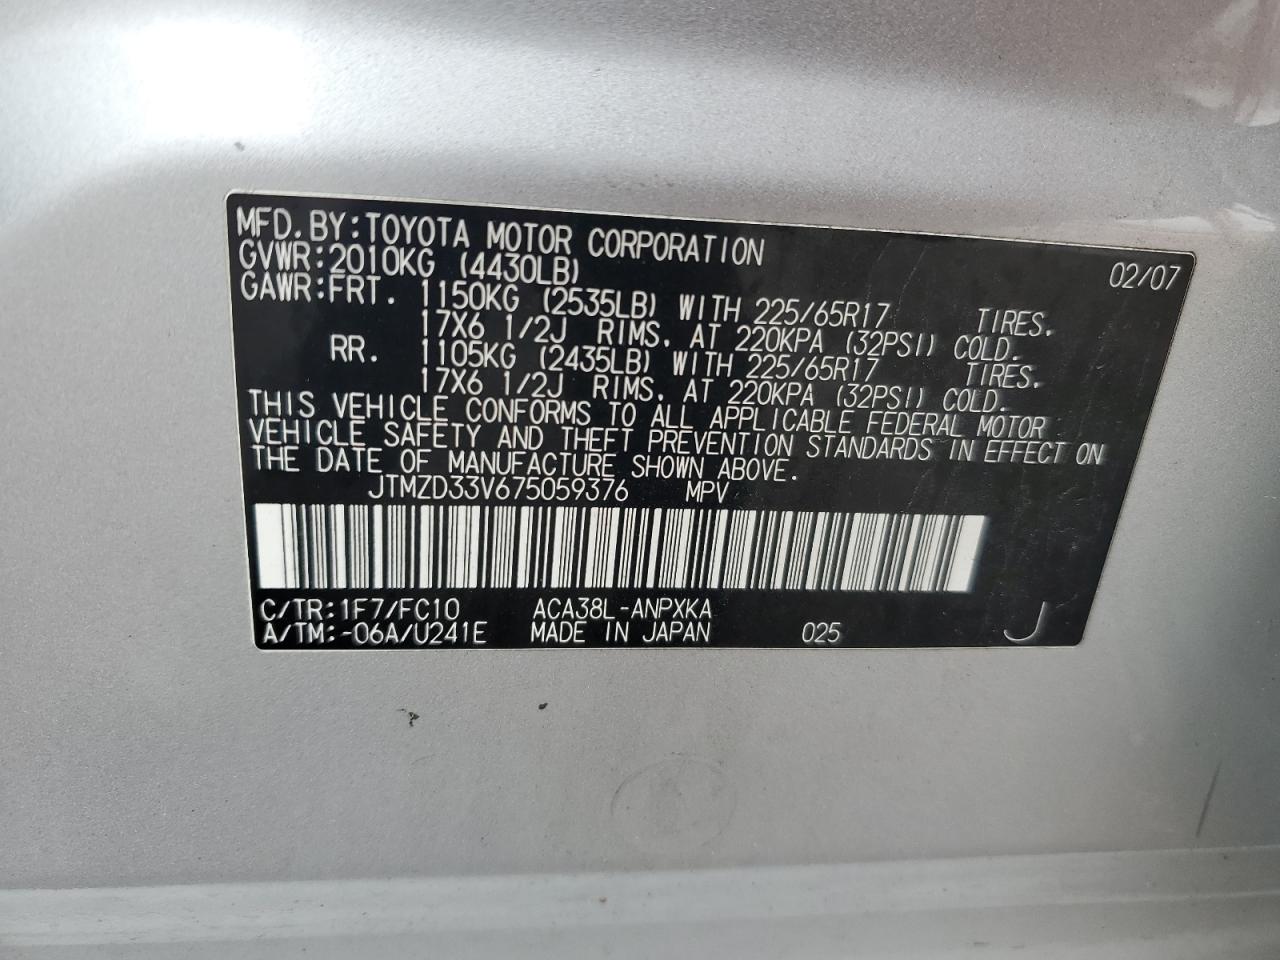 MFD. BY: TOYOTA MOTOR CORPORATION 02/07
GVWR: 2010KG (4430LB)
GAWR: FRT. 1150KG (2535LB) WITH 225/65R17 TIRES,
17X6 1/2J RIMS, AT 220KPA (32PSI) COLD.
RR. 1105KG (2435LB) WITH 225/65R17 TIRES,
17X6 1/2J RIMS, AT 220KPA (32PSI) COLD.
THIS VEHICLE CONFORMS TO ALL APPLICABLE FEDERAL MOTOR
VEHICLE SAFETY AND THEFT PREVENTION STANDARDS IN EFFECT ON
THE DATE OF MANUFACTURE SHOWN ABOVE.
JTMZD33V675059376 MPV
C/TR: 1F7/FC10 ACA38L-ANPXKA
A/TM: -06A/U241E MADE IN JAPAN 025 J